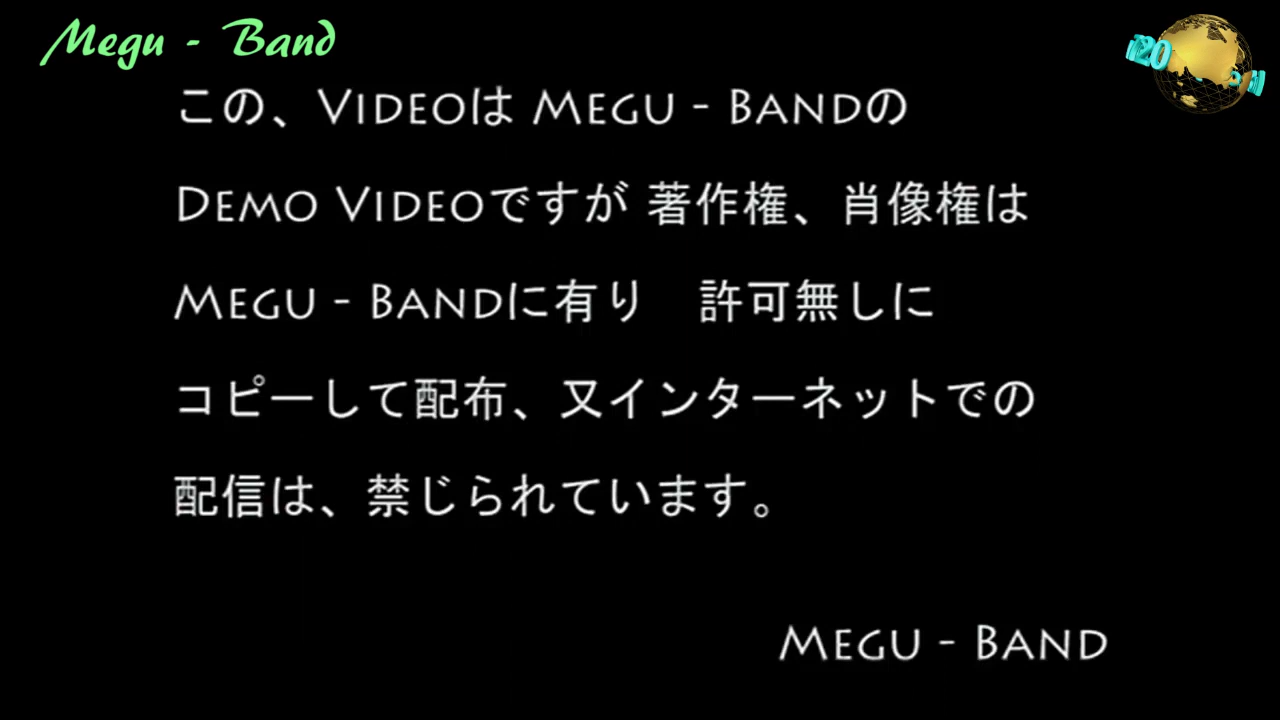 Megu - Band
この、VIDEOは MEGU - BANDの
DEMO VIDEOですが 著作権、肖像権は
MEGU - BANDに有り　許可無しに
コピーして配布、又インターネットでの
配信は、禁じられています。
MEGU - BAND